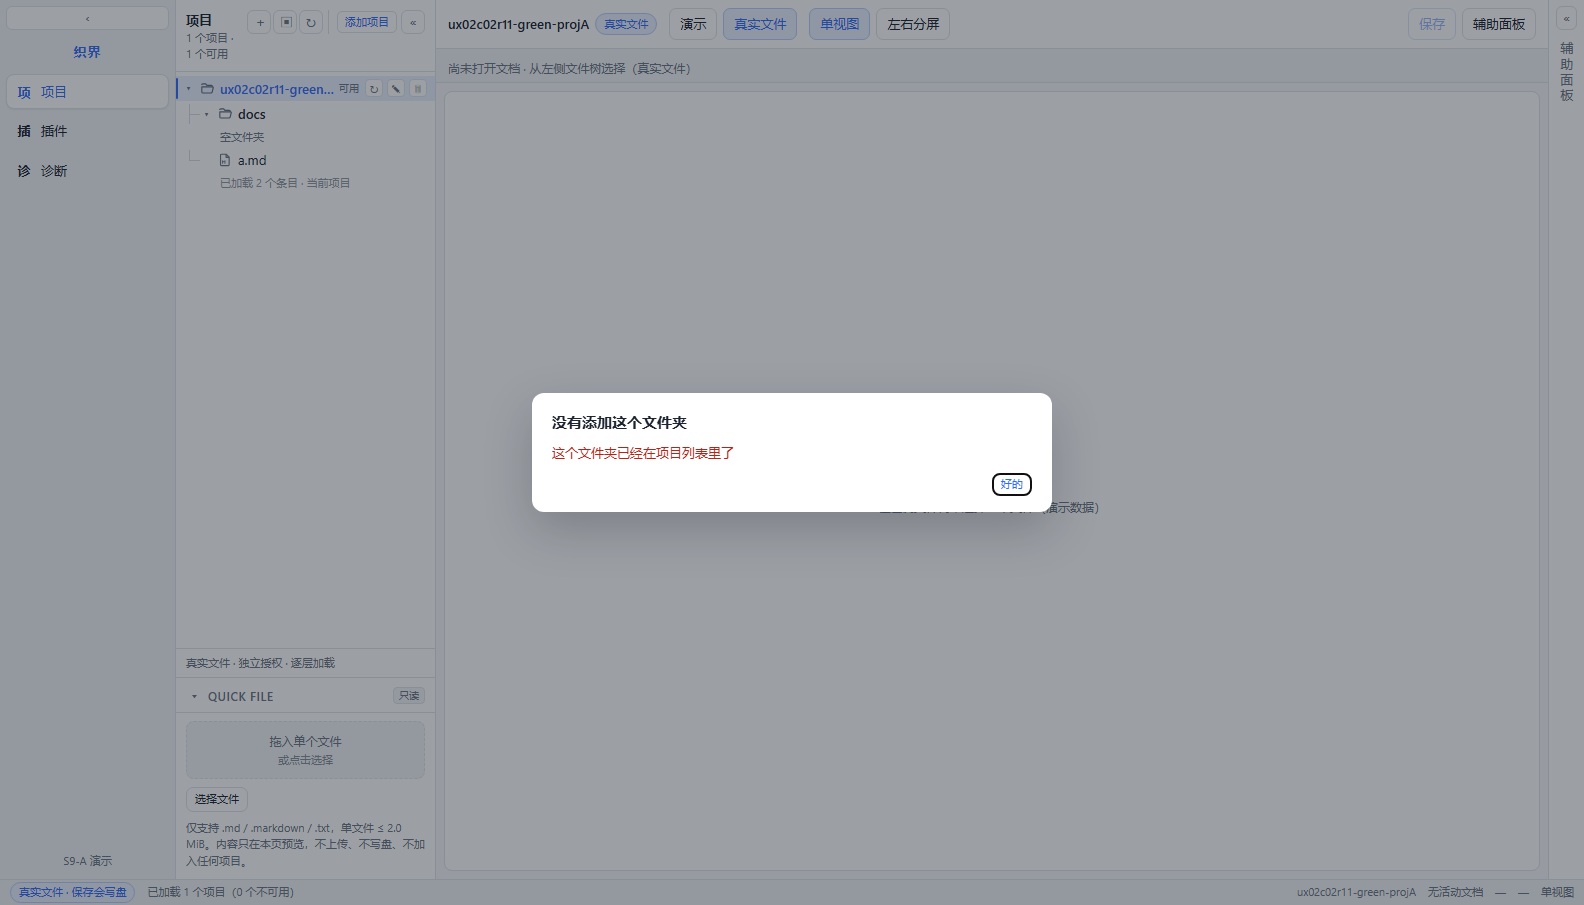 ‹
织界
项 项目
插 插件
诊 诊断
S9-A 演示
项目
1 个项目 ·
1 个可用
+ ↻ 添加项目 «
ux02c02r11-green... 可用 ↻
docs
空文件夹
a.md
已加载 2 个条目 · 当前项目
真实文件 · 独立授权 · 逐层加载
QUICK FILE 只读
拖入单个文件
或点击选择
选择文件
仅支持 .md / .markdown / .txt，单文件 ≤ 2.0
MiB。内容只在本页预览，不上传、不写盘、不加
入任何项目。
ux02c02r11-green-projA 真实文件 演示 真实文件 单视图 左右分屏 保存 辅助面板
尚未打开文档 · 从左侧文件树选择（真实文件）
没有添加这个文件夹
这个文件夹已经在项目列表里了
好的
演示数据）
«
辅助面板
真实文件 · 保存会写盘 已加载 1 个项目（0 个不可用）
ux02c02r11-green-projA 无活动文档 — — 单视图